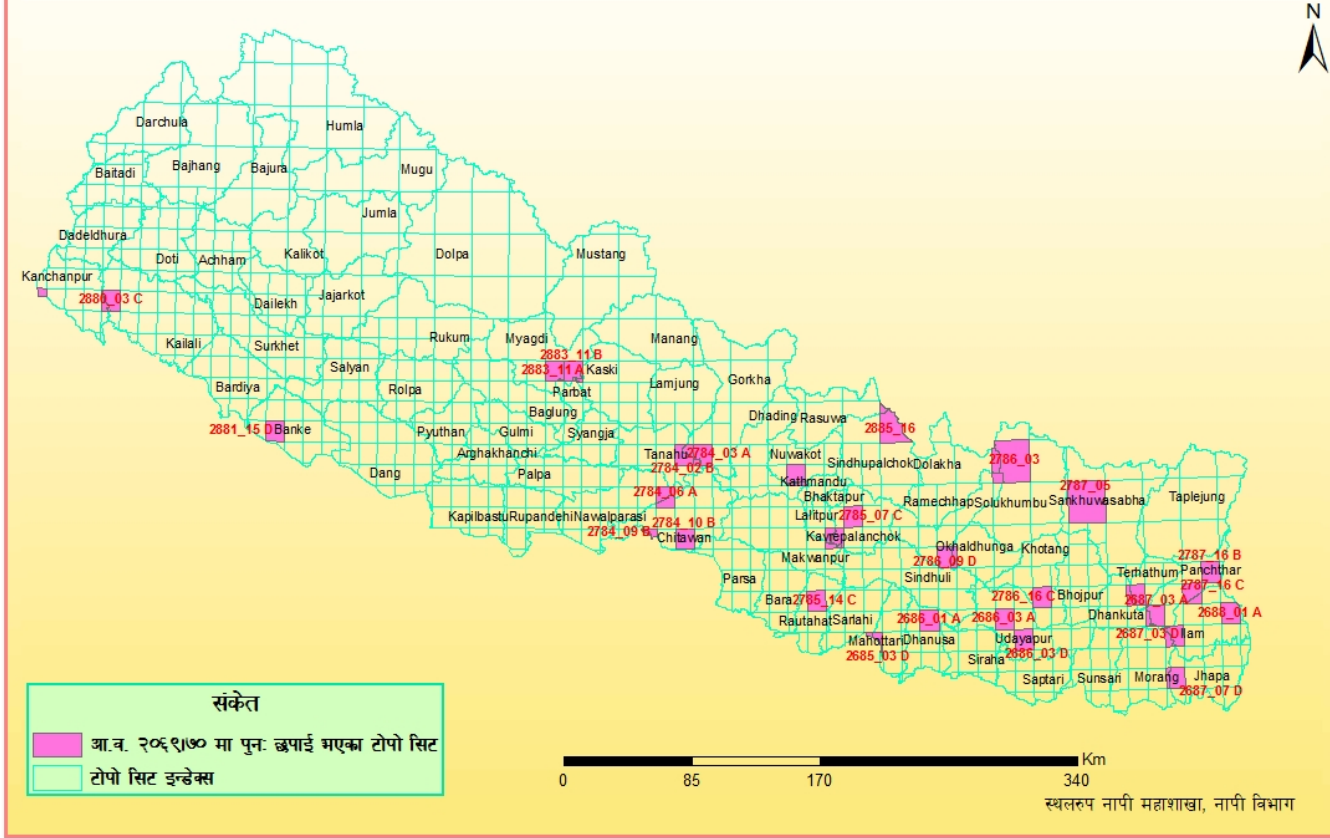 N
Darchula
Humla
Bajhang
Bajura
Baitadi
Mugu
Jumla
Dadeldhura
Doti
Achham
Kalikot
Dolpa
Mustang
Kanchanpur
2880_03 C
Dailekh
Jajarkot
Kailali
Surkhet
Rukum
Myagdi
Manang
2883_11 B
Salyan
2883_11 A
Kaski
Bardiya
Rolpa
Parbat
Lamjung
Gorkha
Baglung
Dhading
Rasuwa
2881_15 D
Banke
Pyuthan
Gulmi
Syangja
2885_16
Arghakhanchi
Tanahu
2784_03 A
Nuwakot
2784_02 B
Sindhupalchok
Dolakha
2786_03
Dang
Palpa
Kathmandu
2787_05
2784_06 A
Bhaktapur
Ramechhap
Solukhumbu
Sankhuwasabha
Taplejung
Kapilbastu
Rupandehi
Nawalparasi
2784_10 B
Lalitpur
2785_07 C
2784_09 B
Chitawan
Kavrepalanchok
Okhaldhunga
Khotang
Makwanpur
2786_09 D
2787_16 B
Parsa
Sindhuli
Terhathum
Panchthar
2787_16 C
Bara
2785_14 C
2786_16 C
Bhojpur
2687_03 A
Rautahat
Sarlahi
2686_01 A
2686_03 A
Dhankuta
2688_01 A
Mahottari
Dhanusa
Udayapur
2687_03 D
Ilam
2685_03 D
2686_03 D
Siraha
Saptari
Sunsari
Morang
Jhapa
2687_07 D
संकेत
आ.व. २०६९।७० मा पुनः छपाई भएका टोपो सिट
टोपो सिट इन्डेक्स
Km
0 85 170 340
स्थलरुप नापी महाशाखा, नापी विभाग